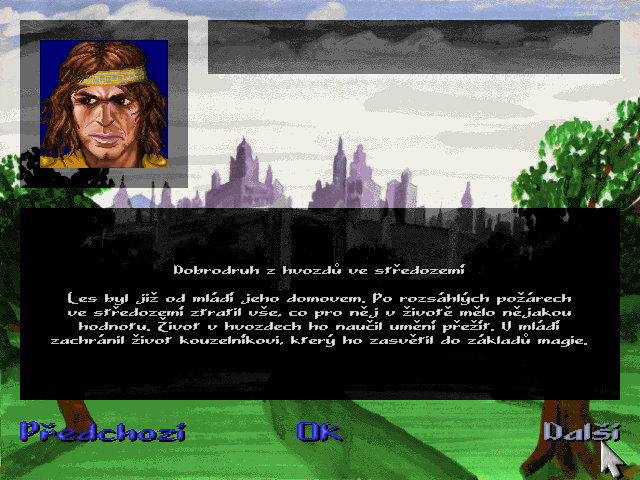 Dobrodruh z hvozdů ve středozemí
Les byl již od mládí jeho domovem. Po rozsáhlých požárech
ve středozemí ztratil vše, co pro něj v životě mělo nějakou
hodnotu. Život v hvozdech ho naučil umění přežít. V mládí
zachránil život kouzelníkovi, který ho zasvětil do základů magie.
Předchozí OK Další